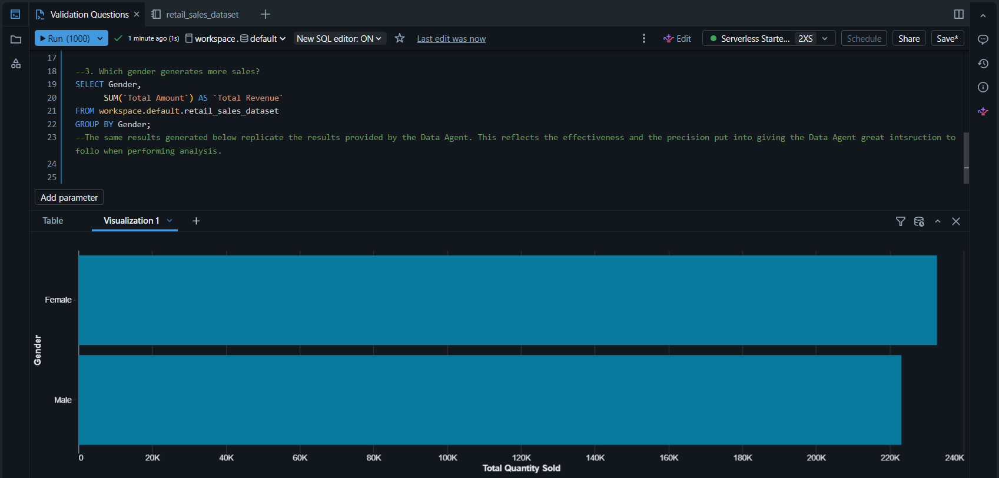 Validation Questions
retail_sales_dataset
Run (1000)
1 minute ago (1s)
workspace . default
New SQL editor: ON
Last edit was now
Edit
Serverless Starte... 2XS
Schedule
Share
Save*
17
18 --3. Which gender generates more sales?
19 SELECT Gender,
20 SUM(`Total Amount`) AS `Total Revenue`
21 FROM workspace.default.retail_sales_dataset
22 GROUP BY Gender;
23 --The same results generated below replicate the results provided by the Data Agent. This reflects the effectiveness and the precision put into giving the Data Agent great intsruction to
follo when performing analysis.
24
25
Add parameter
Table
Visualization 1
Female
Gender
Male
0 20K 40K 60K 80K 100K 120K 140K 160K 180K 200K 220K 240K
Total Quantity Sold